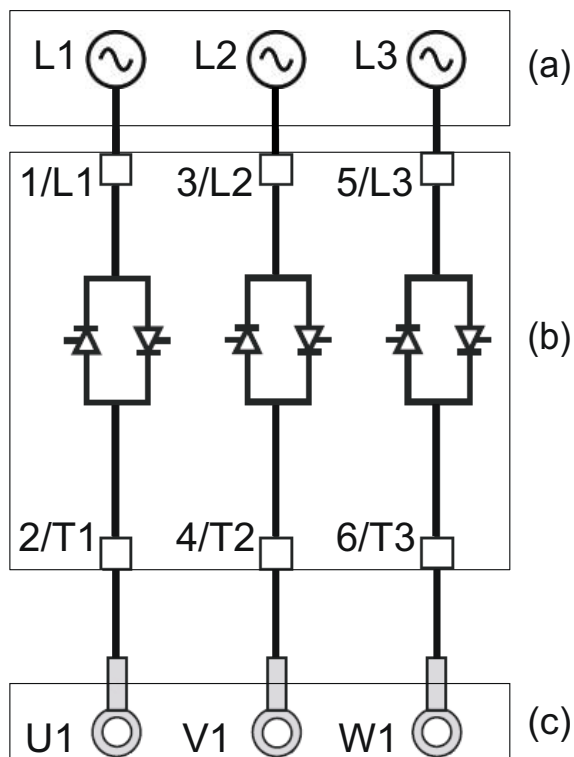 L1 L2 L3 (a)
1/L1 3/L2 5/L3
(b)
2/T1 4/T2 6/T3
U1 V1 W1 (c)